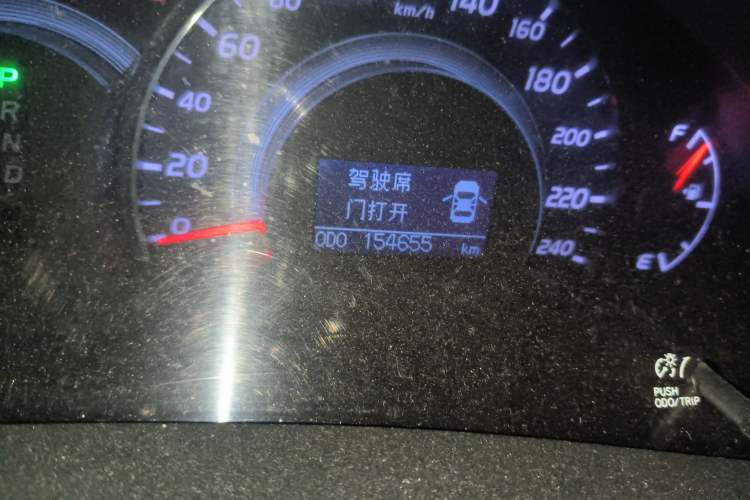 80
km/h
140
60
160
P
R
N
D
40
180
20
200
F
0
220
240
E
驾驶席
门打开
ODO 154655 km
PUSH
ODO/TRIP